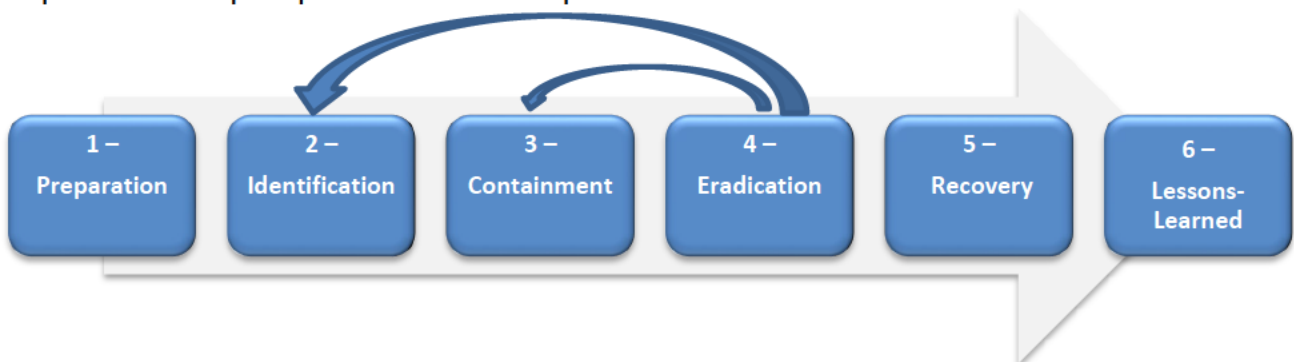 1 –
Preparation
2 –
Identification
3 –
Containment
4 –
Eradication
5 –
Recovery
6 –
Lessons-
Learned